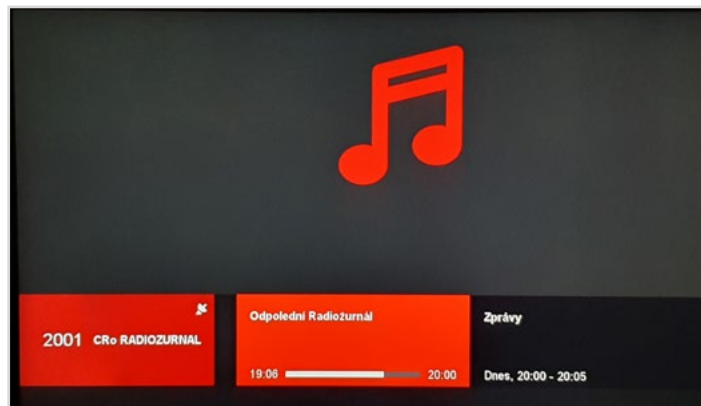 2001 CRo RADIOZURNAL
Odpolední Radiožurnál
19:06 20:00
Zprávy
Dnes, 20:00 - 20:05